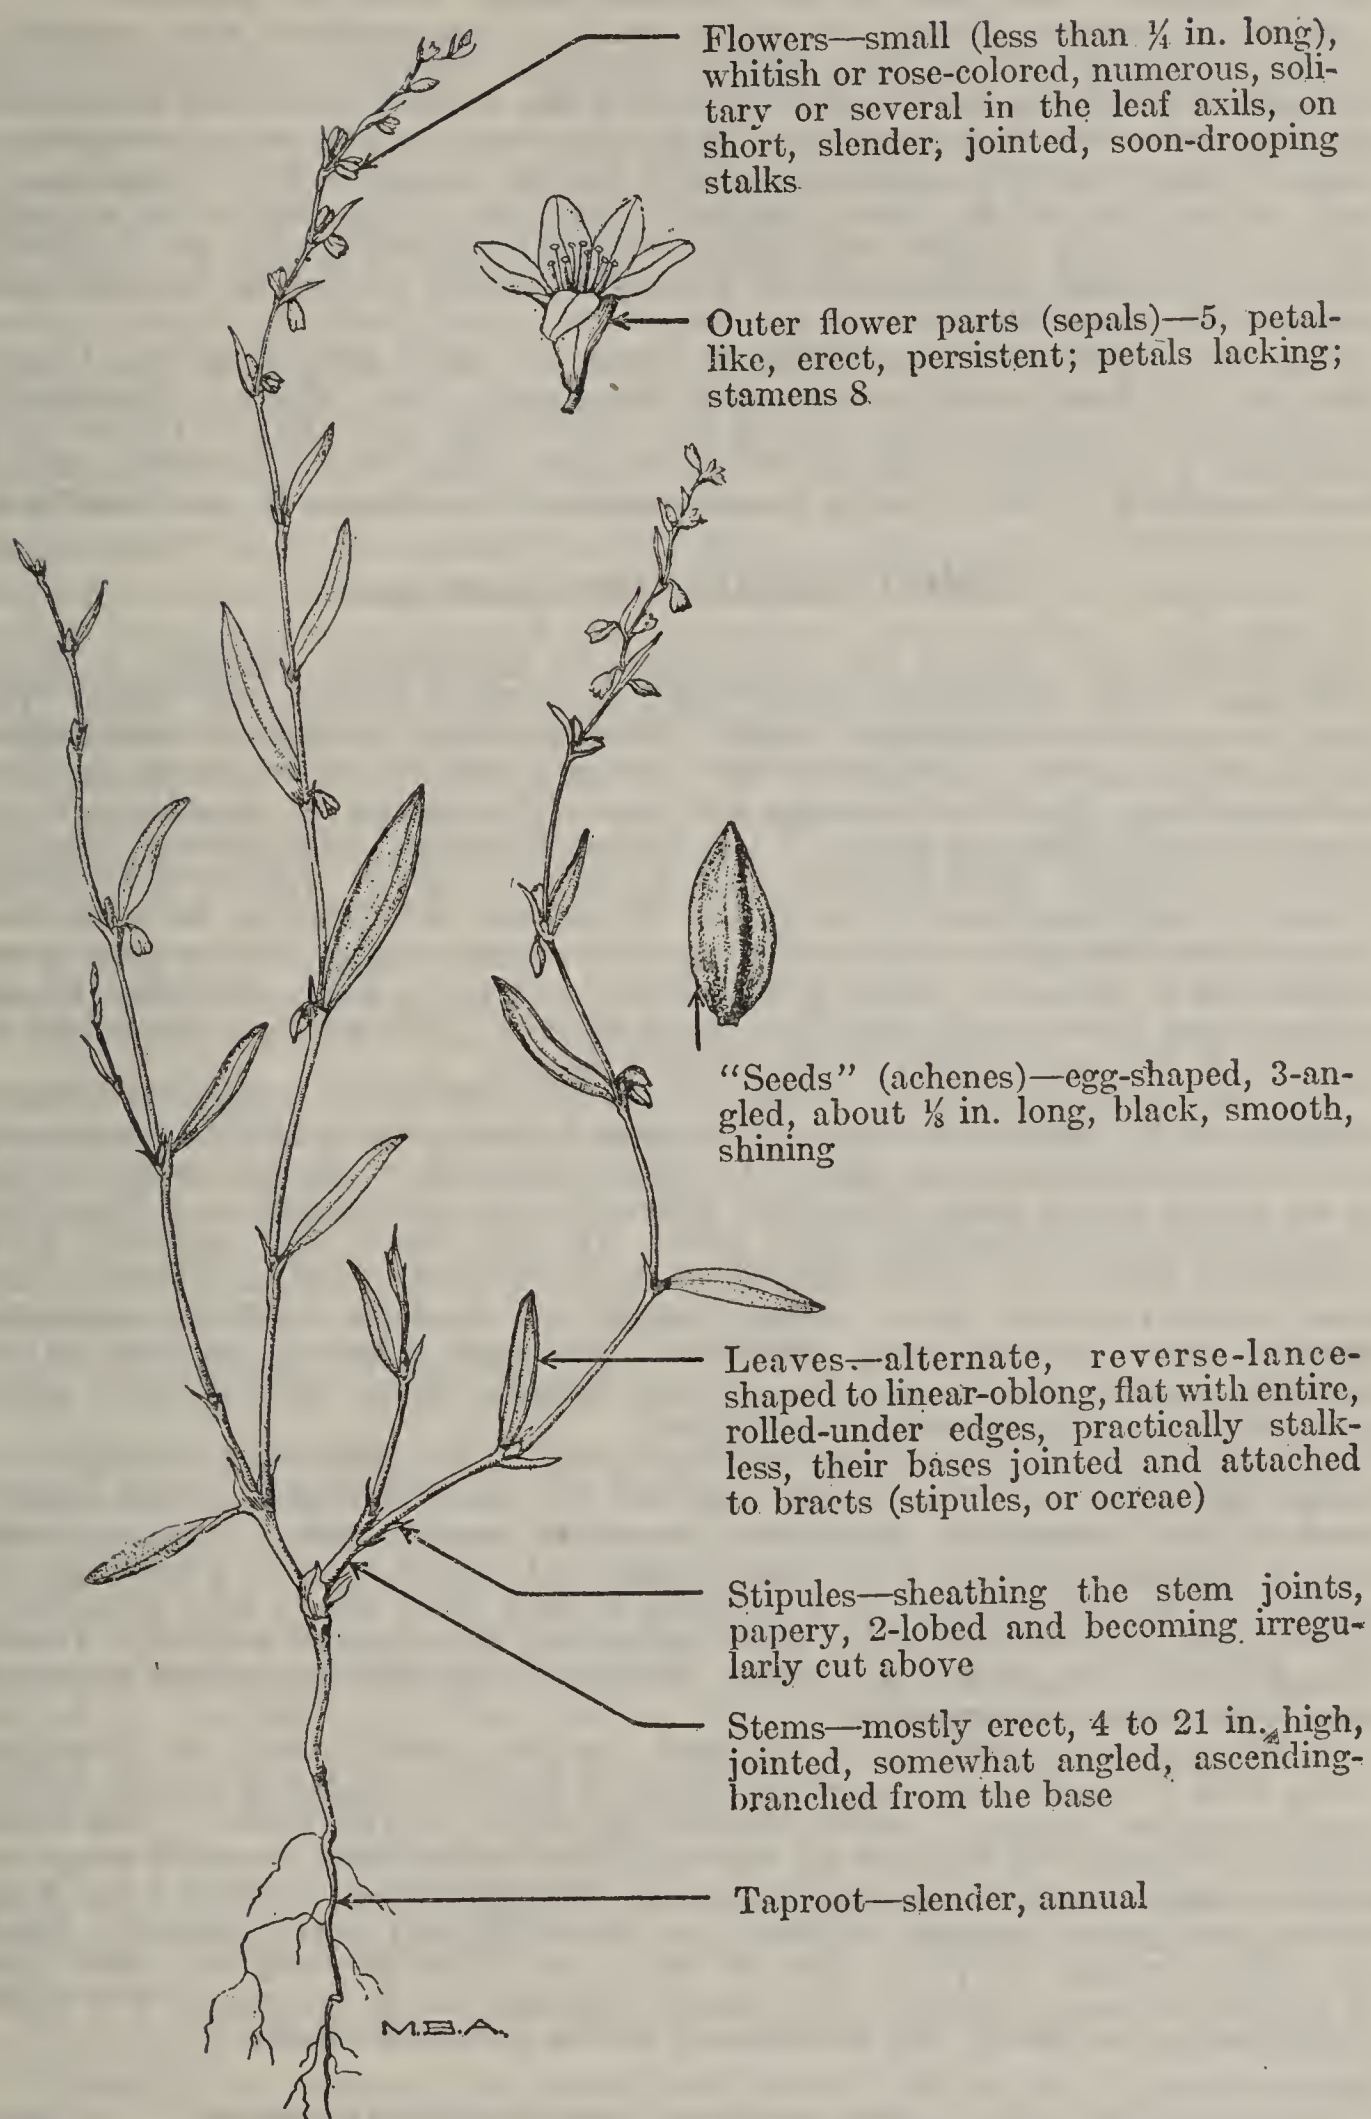 Flowers—small (less than ¼ in. long),
whitish or rose-colored, numerous, soli-
tary or several in the leaf axils, on
short, slender, jointed, soon-drooping
stalks
Outer flower parts (sepals)—5, petal-
like, erect, persistent; petals lacking;
stamens 8
"Seeds" (achenes)—egg-shaped, 3-an-
gled, about ⅛ in. long, black, smooth,
shining
Leaves—alternate, reverse-lance-
shaped to linear-oblong, flat with entire,
rolled-under edges, practically stalk-
less, their bases jointed and attached
to bracts (stipules, or ocreae)
Stipules—sheathing the stem joints,
papery, 2-lobed and becoming irregu-
larly cut above
Stems—mostly erect, 4 to 21 in. high,
jointed, somewhat angled, ascending-
branched from the base
Taproot—slender, annual
M.B.A.